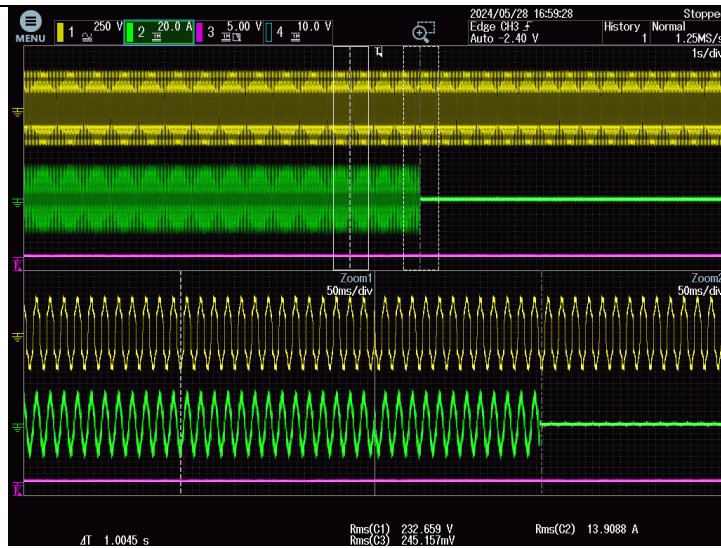 2024/05/28 16:59:28 Stoppe
MENU 1 250 V 2 20.0 A 3 5.00 V 4 10.0 V Edge CH3 History Normal
Auto -2.40 V 1 1.25MS/s
1s/div
Zoom1 Zoom2
50ms/div 50ms/div
Rms(C1) 232.659 V Rms(C2) 13.9088 A
ΔT 1.0045 s Rms(C3) 245.157mV